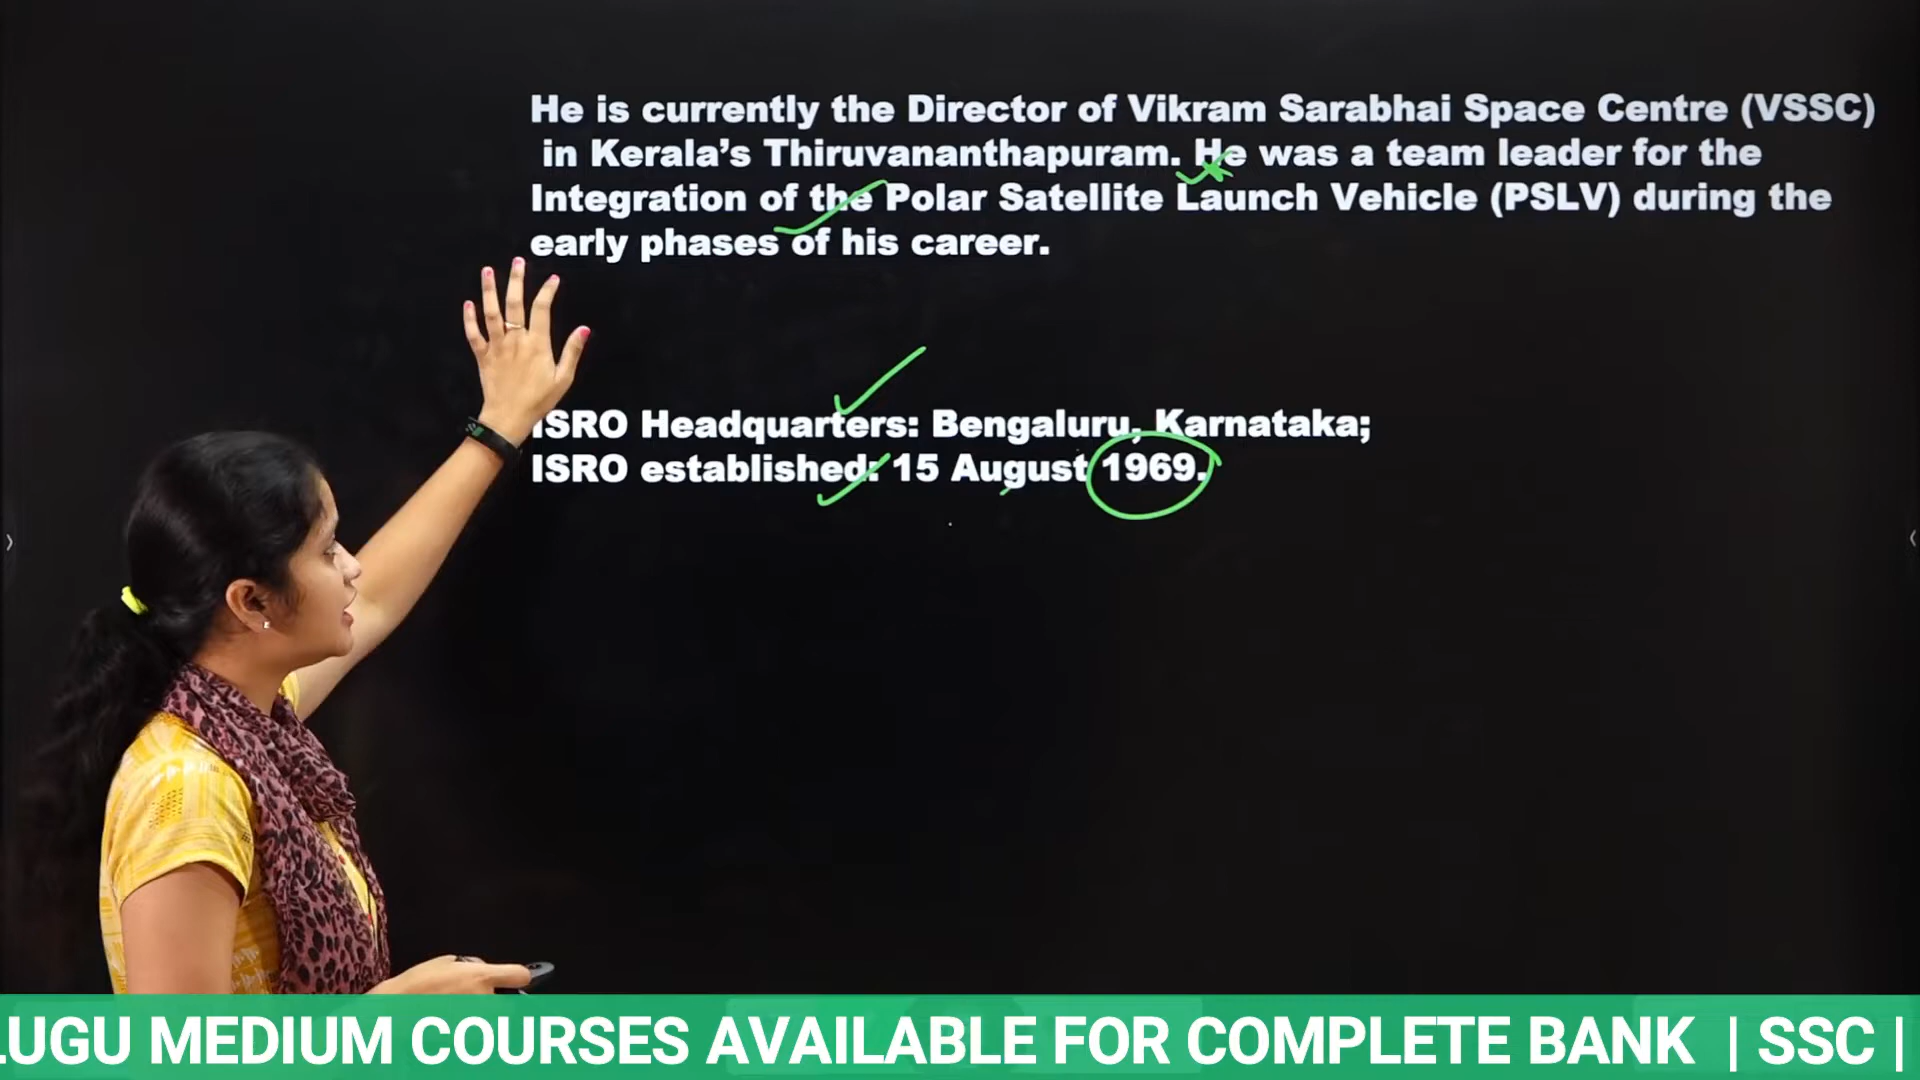 He is currently the Director of Vikram Sarabhai Space Centre (VSSC)
in Kerala’s Thiruvananthapuram. He was a team leader for the
Integration of the Polar Satellite Launch Vehicle (PSLV) during the
early phases of his career.
ISRO Headquarters: Bengaluru, Karnataka;
ISRO established: 15 August 1969.
LUGU MEDIUM COURSES AVAILABLE FOR COMPLETE BANK | SSC |